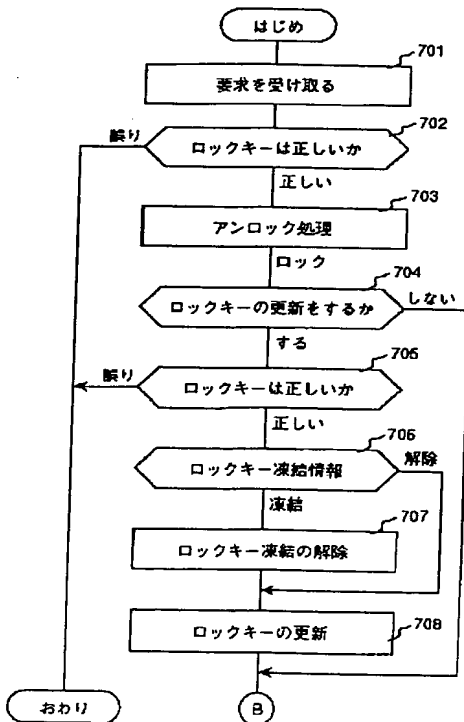 はじめ
701
要求を受け取る
702
誤り
ロックキーは正しいか
正しい
703
アンロック処理
ロック
704
ロックキーの更新をするか
しない
する
705
誤り
ロックキーは正しいか
正しい
706
ロックキー凍結情報
解除
凍結
707
ロックキー凍結の解除
ロックキーの更新
708
おわり
B